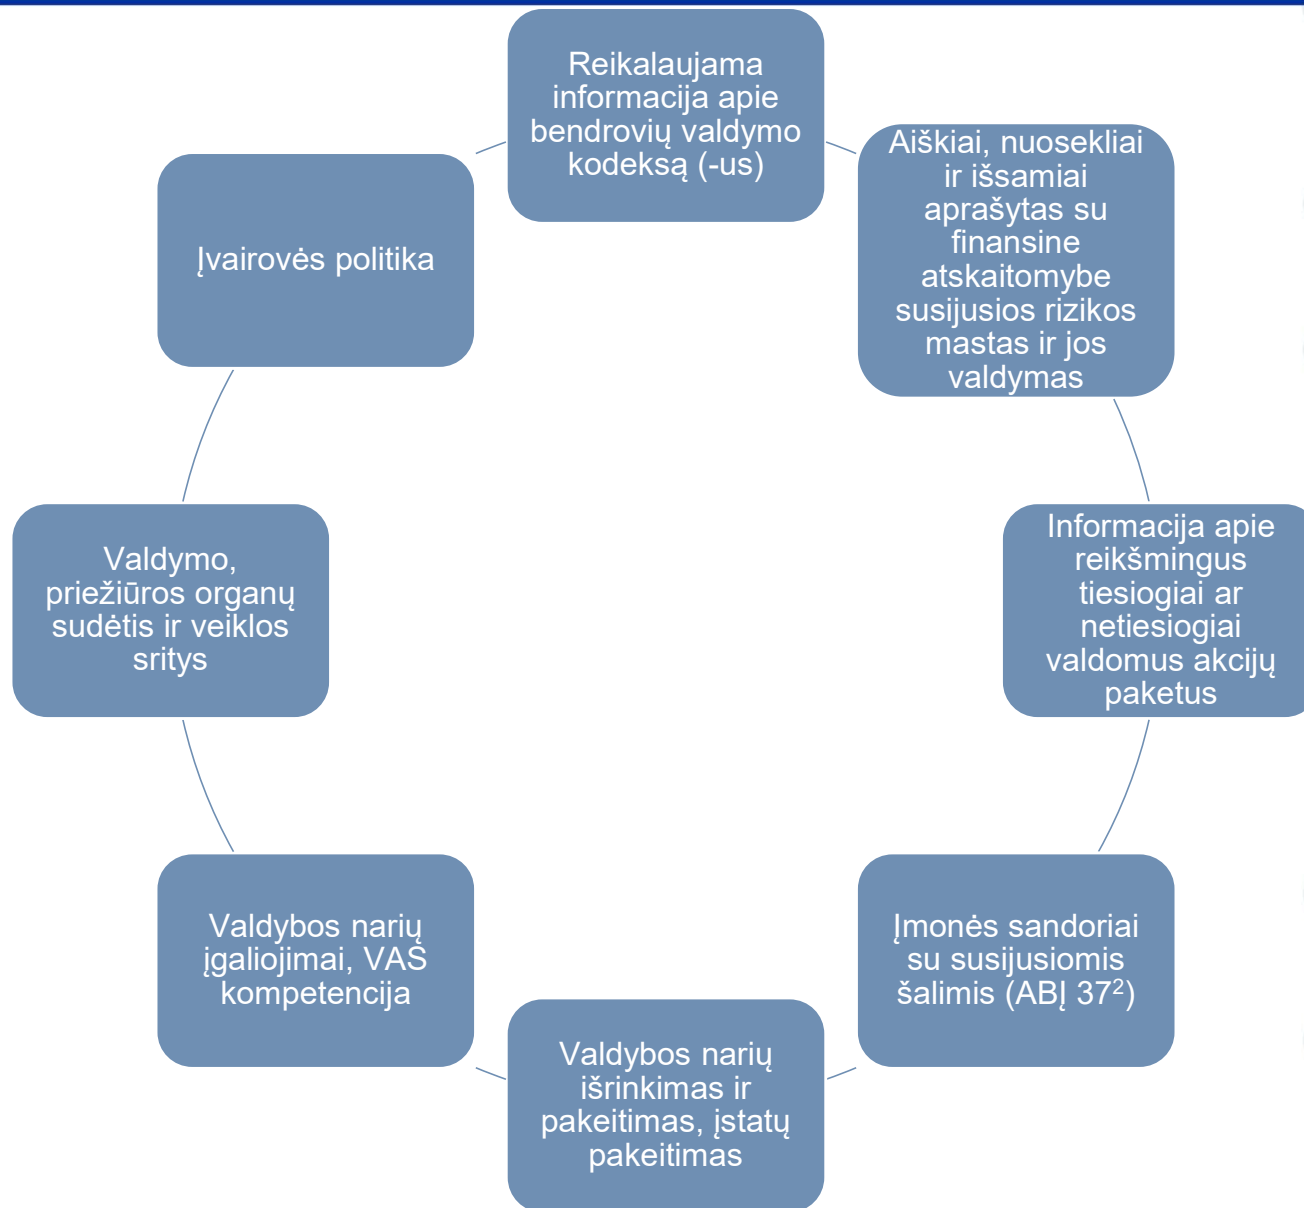 Reikalaujama
informacija apie
bendrovių valdymo
kodeksą (-us)
Aiškiai, nuosekliai
ir išsamiai
aprašytas su
finansine
atskaitomybe
susijusios rizikos
mastas ir jos
valdymas
Informacija apie
reikšmingus
tiesiogiai ar
netiesiogiai
valdomus akcijų
paketus
Įmonės sandoriai
su susijusiomis
šalimis (ABĮ 37²)
Valdybos narių
išrinkimas ir
pakeitimas, įstatų
pakeitimas
Valdybos narių
įgaliojimai, VAS
kompetencija
Valdymo,
priežiūros organų
sudėtis ir veiklos
sritys
Įvairovės politika